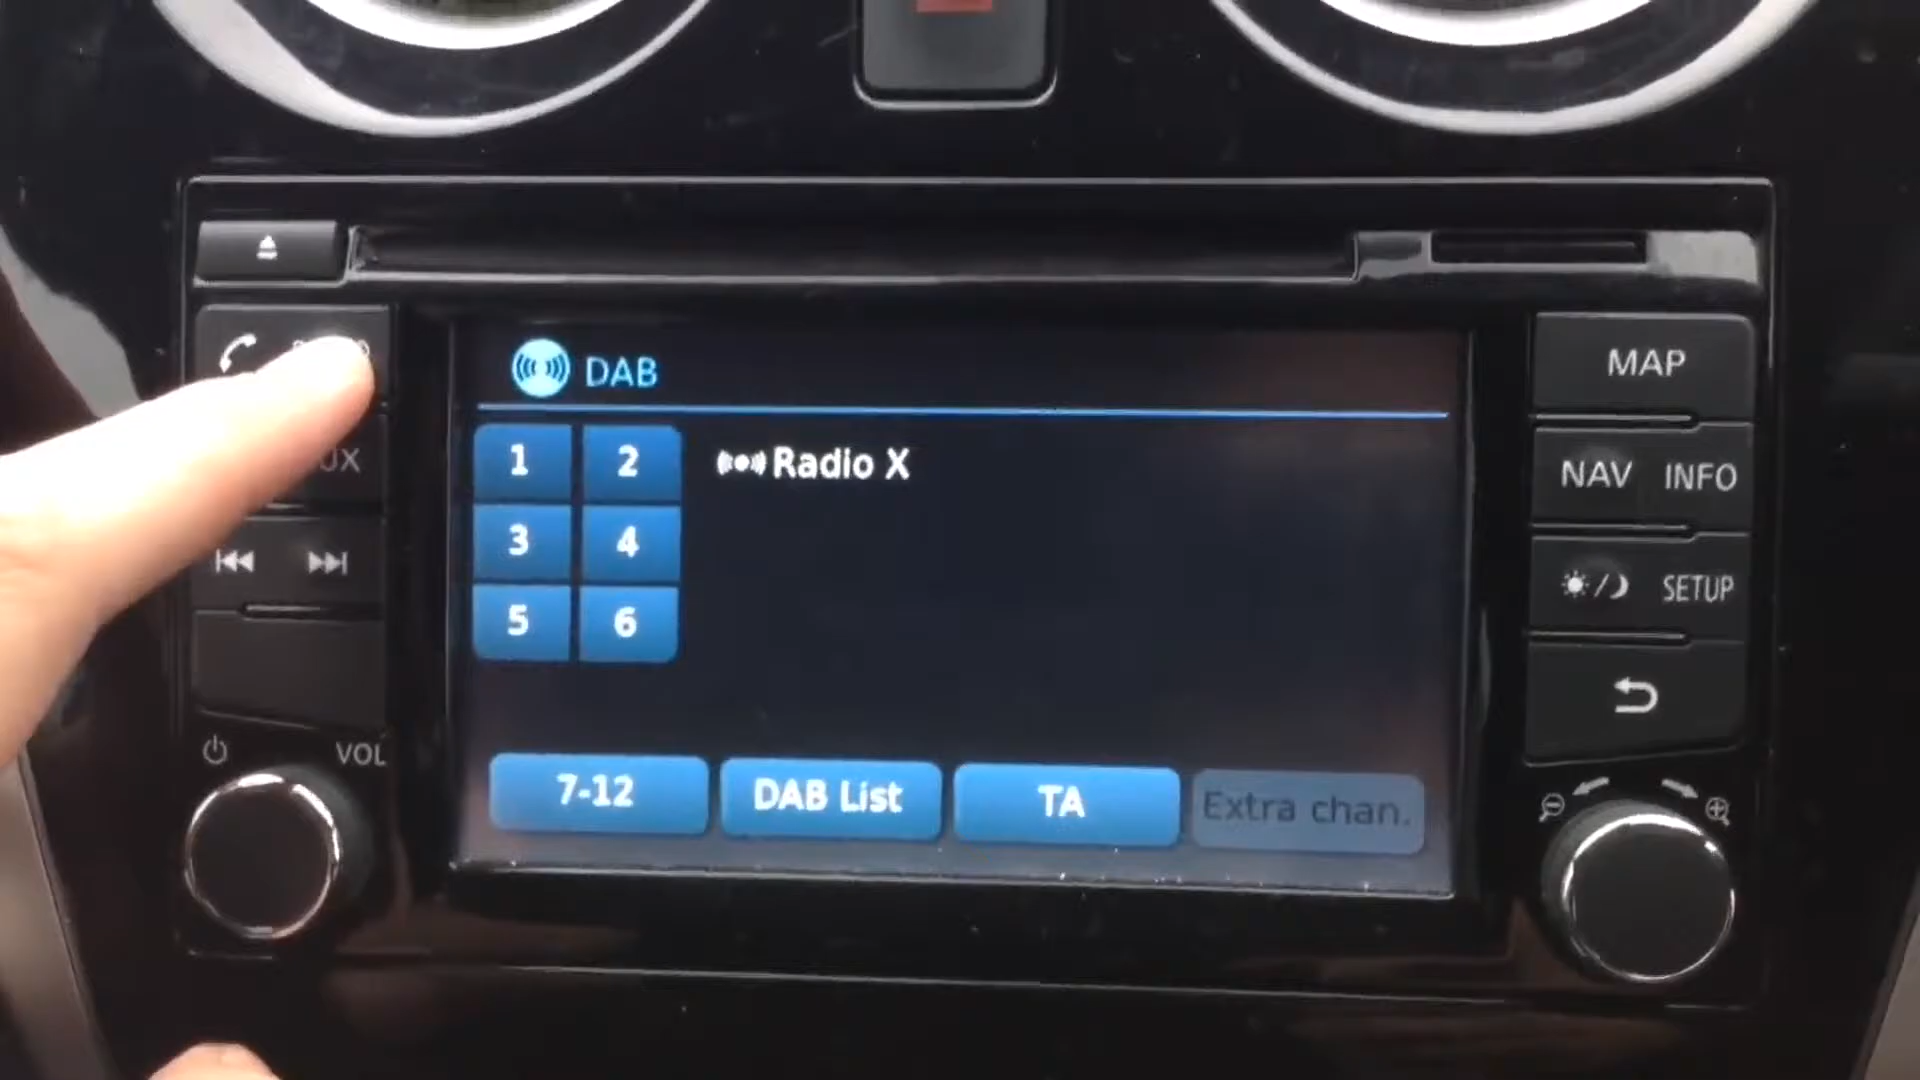 DAB
1 2
Radio X
3 4
5 6
7-12
DAB List
TA
Extra chan.
VOL
MAP
NAV INFO
SETUP